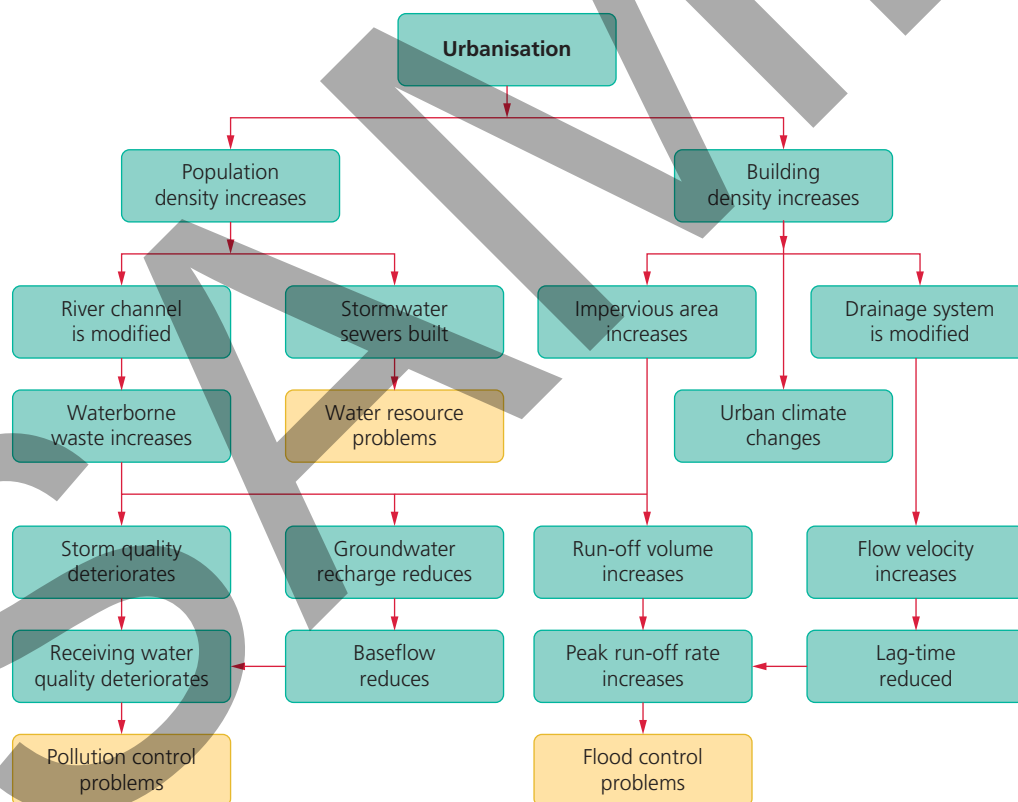 Urbanisation
Population
density increases
Building
density increases
River channel
is modified
Stormwater
sewers built
Impervious area
increases
Drainage system
is modified
Waterborne
waste increases
Water resource
problems
Urban climate
changes
Storm quality
deteriorates
Groundwater
recharge reduces
Run-off volume
increases
Flow velocity
increases
Receiving water
quality deteriorates
Baseflow
reduces
Peak run-off rate
increases
Lag-time
reduced
Pollution control
problems
Flood control
problems